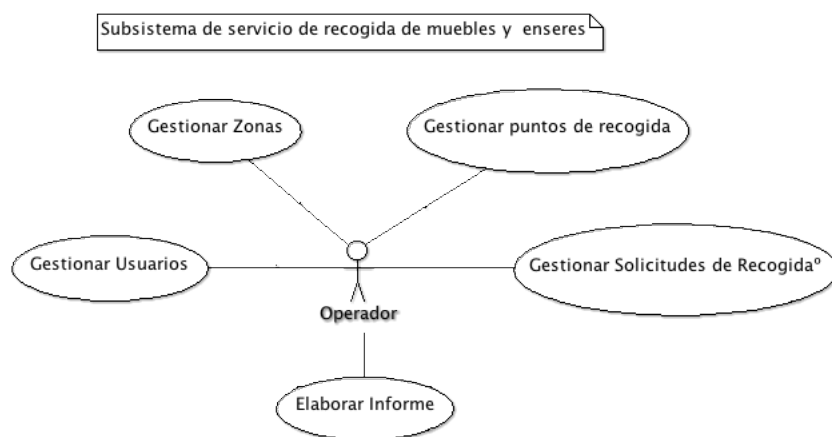 Subsistema de servicio de recogida de muebles y enseres
Gestionar Zonas
Gestionar puntos de recogida
Gestionar Usuarios
Gestionar Solicitudes de Recogidaº
Operador
Elaborar Informe